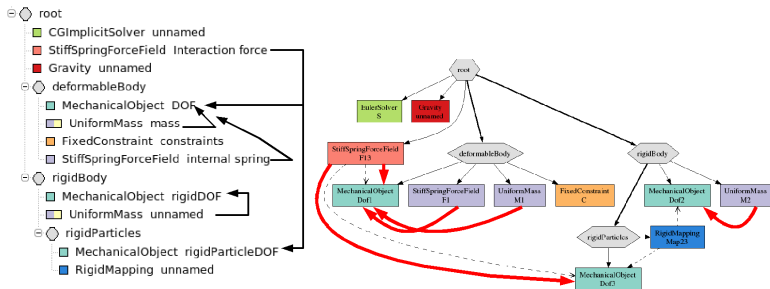 root
CGImplicitSolver unnamed
StiffSpringForceField Interaction force
Gravity unnamed
deformableBody
MechanicalObject DOF
UniformMass mass
FixedConstraint constraints
StiffSpringForceField internal spring
rigidBody
MechanicalObject rigidDOF
UniformMass unnamed
rigidParticles
MechanicalObject rigidParticleDOF
RigidMapping unnamed
root
EulerSolver
S
Gravity
unnamed
StiffSpringForceField
F13
deformableBody
rigidBody
MechanicalObject
Dof1
StiffSpringForceField
F1
UniformMass
M1
FixedConstraint
C
MechanicalObject
Dof2
UniformMass
M2
rigidParticles
RigidMapping
Map23
MechanicalObject
Dof3